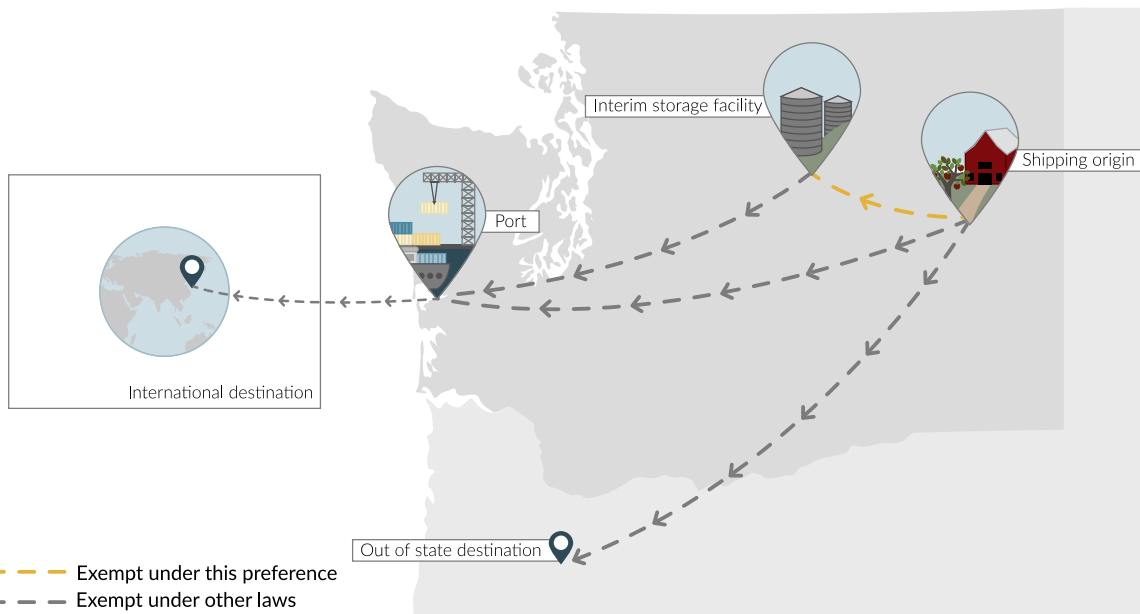 Interim storage facility
Shipping origin
Port
International destination
Out of state destination
Exempt under this preference
Exempt under other laws